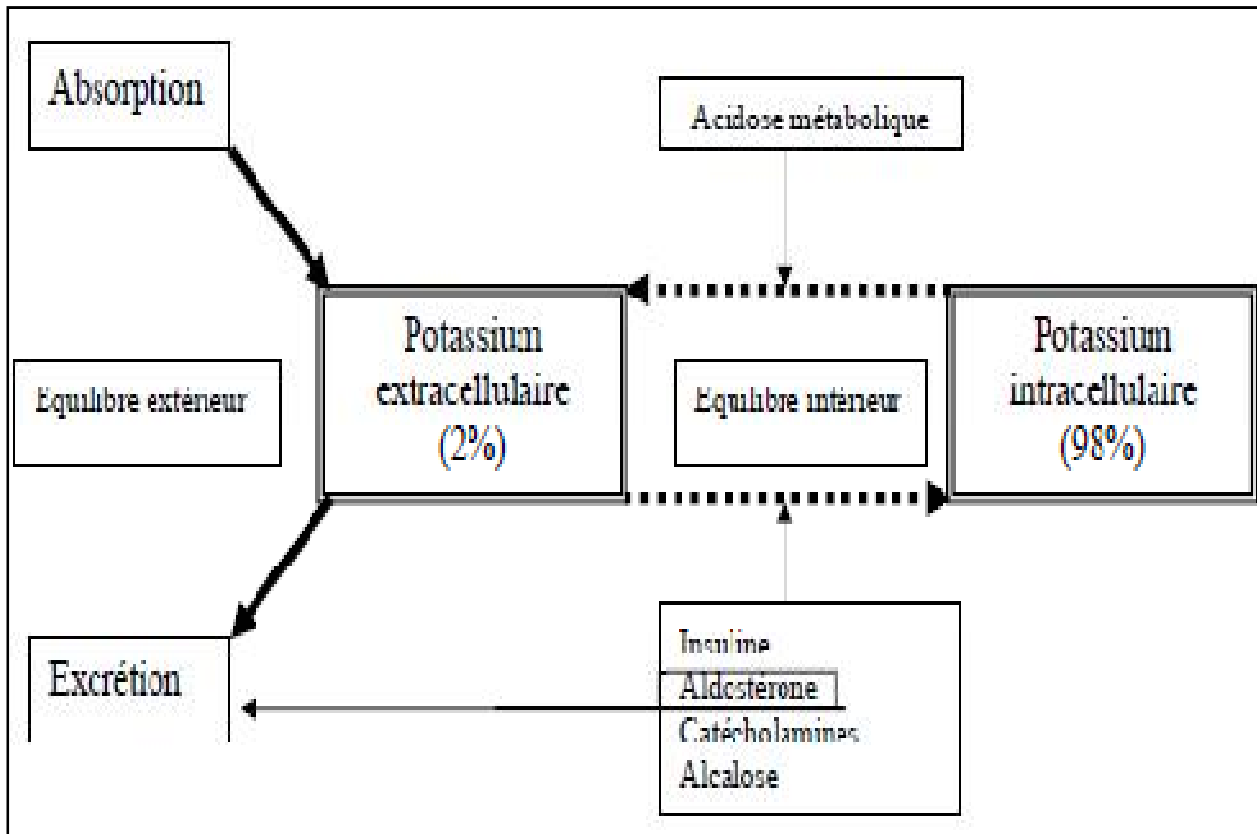 Absorption
Acidose métabolique
Potassium
extracellulaire
(2%)
Potassium
intracellulaire
(98%)
Equilibre extérieur
Equilibre intérieur
Insuline
Aldostérone
Catécholamines
Alcalose
Excrétion